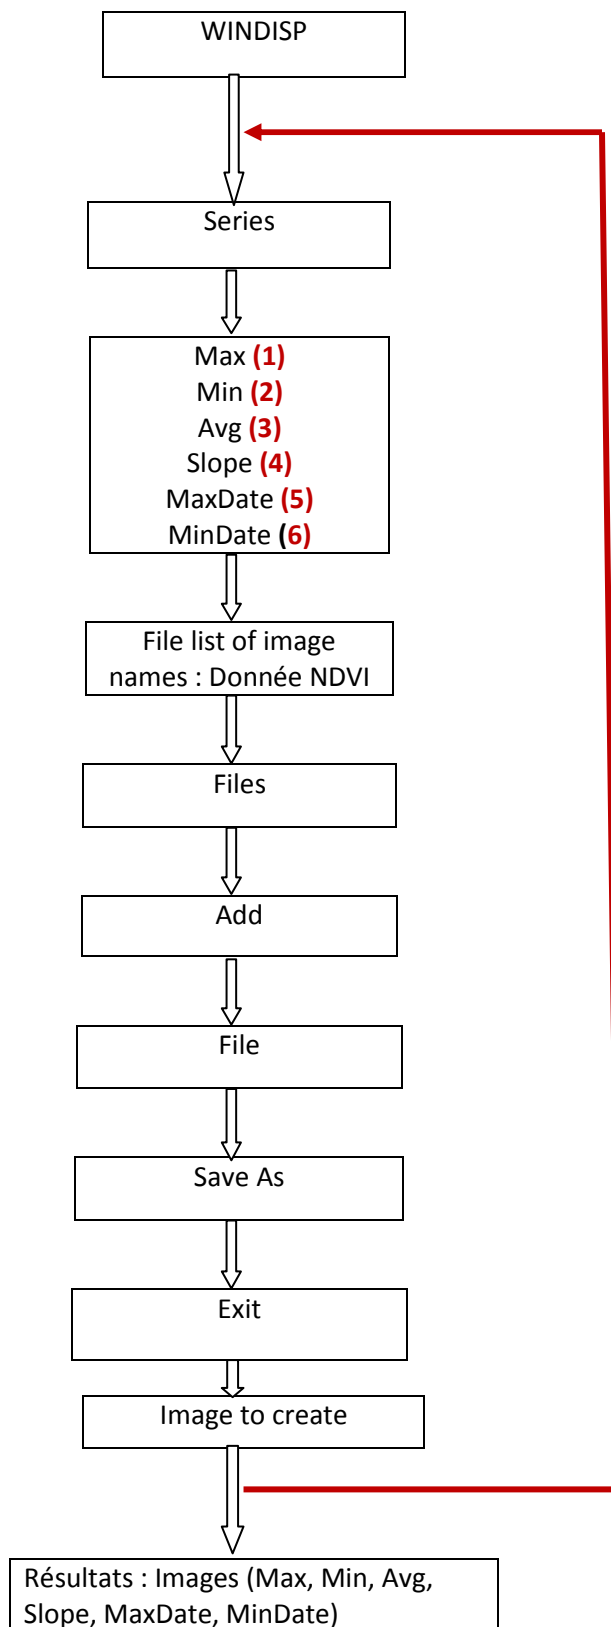 WINDISP
Series
Max (1)
Min (2)
Avg (3)
Slope (4)
MaxDate (5)
MinDate (6)
File list of image
names : Donnée NDVI
Files
Add
File
Save As
Exit
Image to create
Résultats : Images (Max, Min, Avg,
Slope, MaxDate, MinDate)